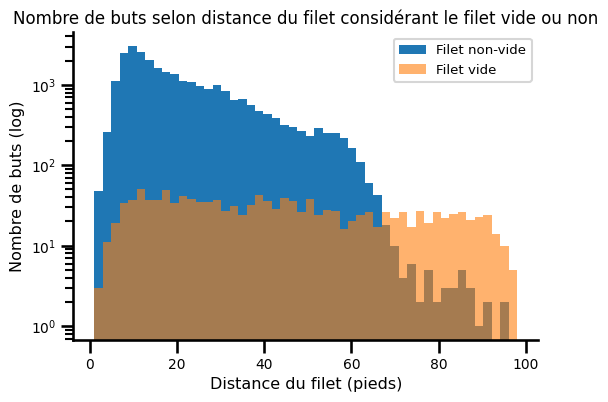 Nombre de buts selon distance du filet considérant le filet vide ou non
Filet non-vide
Filet vide
Nombre de buts (log)
10³
10²
10¹
10⁰
0 20 40 60 80 100
Distance du filet (pieds)